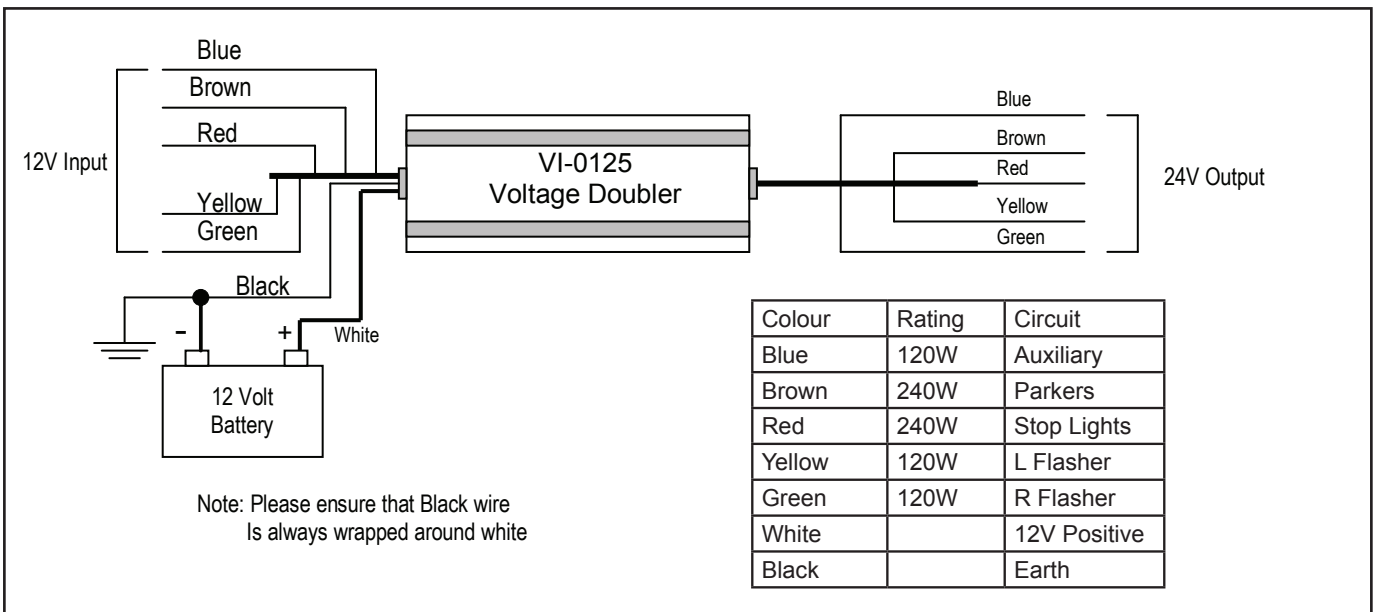 Blue
Brown
Red
12V Input
Yellow
Green
Black
- +
White
12 Volt
Battery
Note: Please ensure that Black wire
Is always wrapped around white
VI-0125
Voltage Doubler
Blue
Brown
Red
Yellow
Green
24V Output
Colour Rating Circuit
Blue 120W Auxiliary
Brown 240W Parkers
Red 240W Stop Lights
Yellow 120W L Flasher
Green 120W R Flasher
White 12V Positive
Black Earth